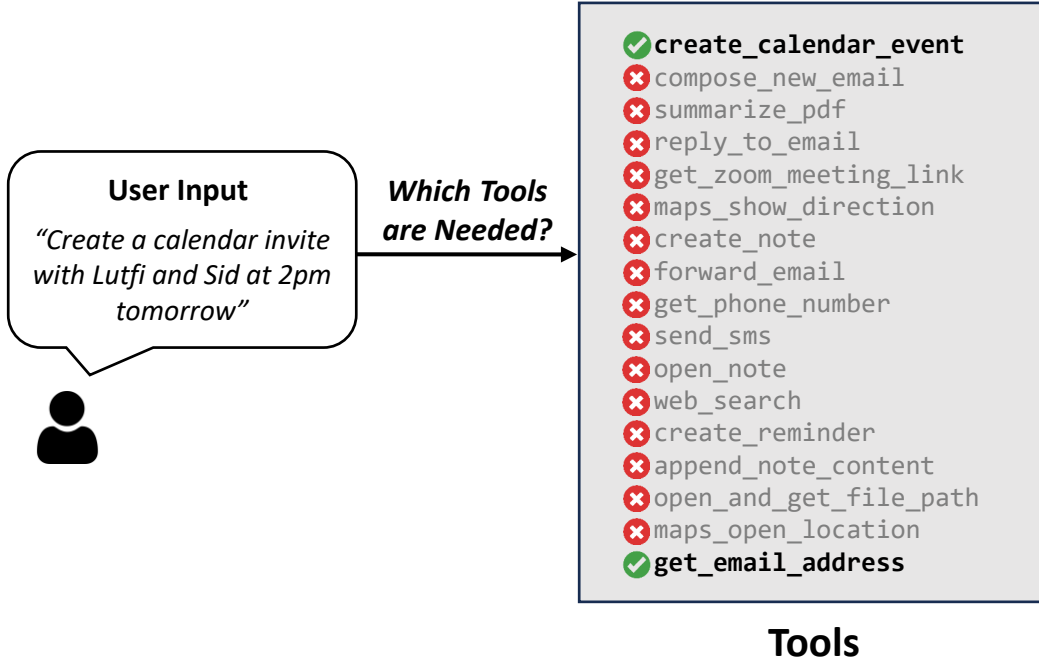 User Input
“Create a calendar invite
with Lutfi and Sid at 2pm
tomorrow”
Which Tools
are Needed?
create_calendar_event
compose_new_email
summarize_pdf
reply_to_email
get_zoom_meeting_link
maps_show_direction
create_note
forward_email
get_phone_number
send_sms
open_note
web_search
create_reminder
append_note_content
open_and_get_file_path
maps_open_location
get_email_address
Tools